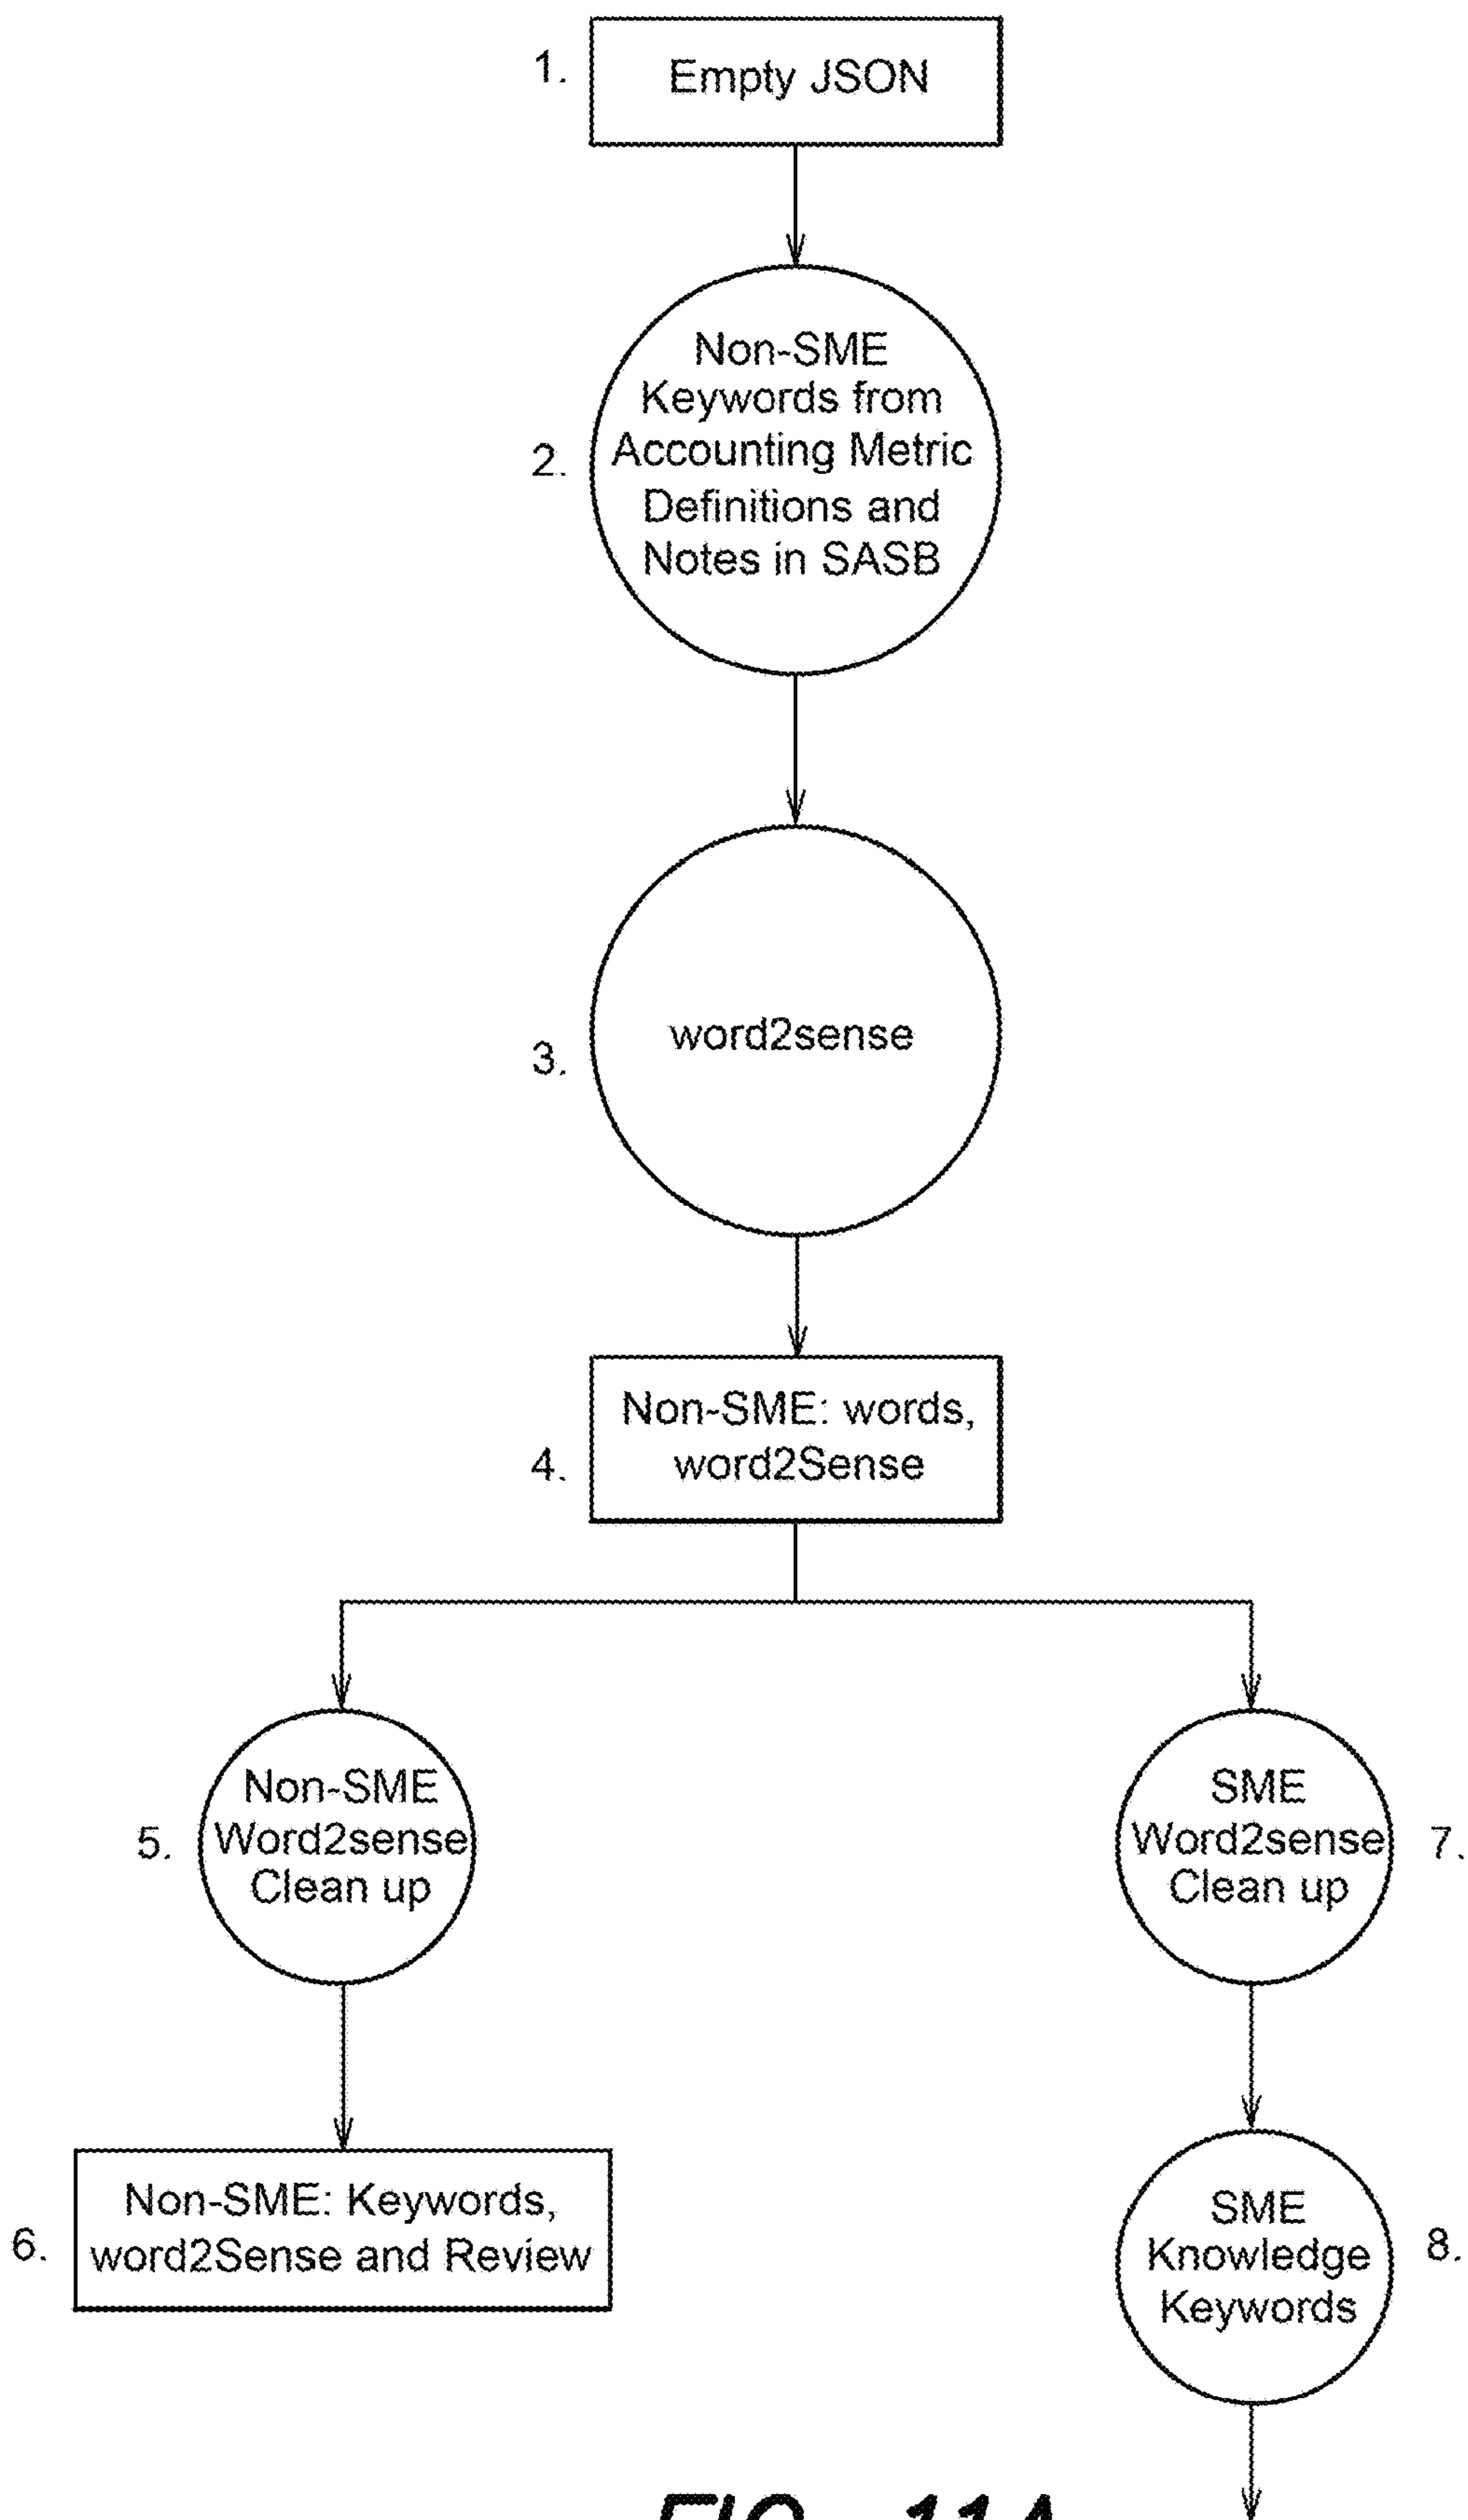 1.
Empty JSON
2.
Non-SME
Keywords from
Accounting Metric
Definitions and
Notes in SASB
3.
word2sense
4.
Non-SME: words,
word2Sense
5.
Non-SME
Word2sense
Clean up
SME
Word2sense
Clean up
7.
6.
Non-SME: Keywords,
word2Sense and Review
SME
Knowledge
Keywords
8.
FIG. 11A